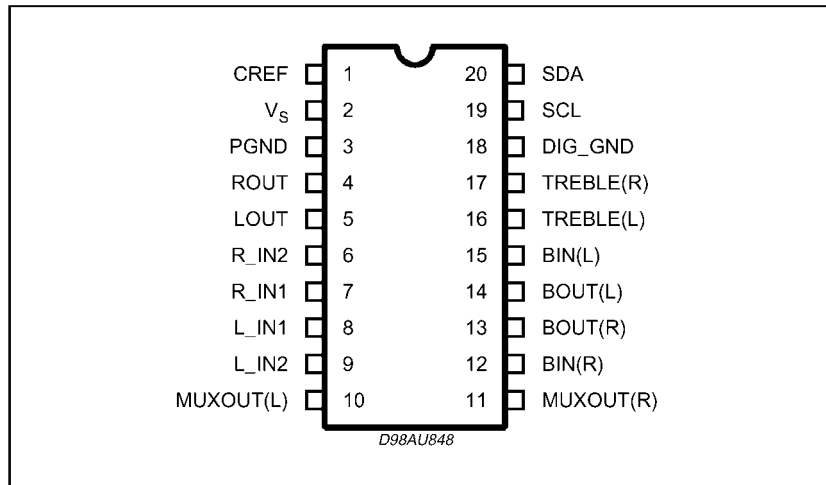 CREF 1 20 SDA
VS 2 19 SCL
PGND 3 18 DIG_GND
ROUT 4 17 TREBLE(R)
LOUT 5 16 TREBLE(L)
R_IN2 6 15 BIN(L)
R_IN1 7 14 BOUT(L)
L_IN1 8 13 BOUT(R)
L_IN2 9 12 BIN(R)
MUXOUT(L) 10 11 MUXOUT(R)
D98AU848